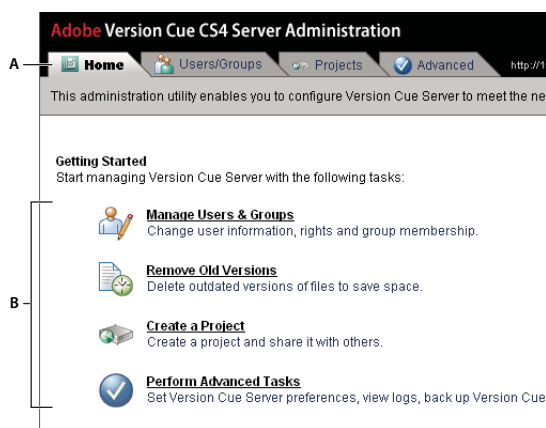 Adobe Version Cue CS4 Server Administration
A
Home Users/Groups Projects Advanced http://1
This administration utility enables you to configure Version Cue Server to meet the ne
Getting Started
Start managing Version Cue Server with the following tasks:
Manage Users & Groups
Change user information, rights and group membership.
Remove Old Versions
Delete outdated versions of files to save space.
B
Create a Project
Create a project and share it with others.
Perform Advanced Tasks
Set Version Cue Server preferences, view logs, back up Version Cue